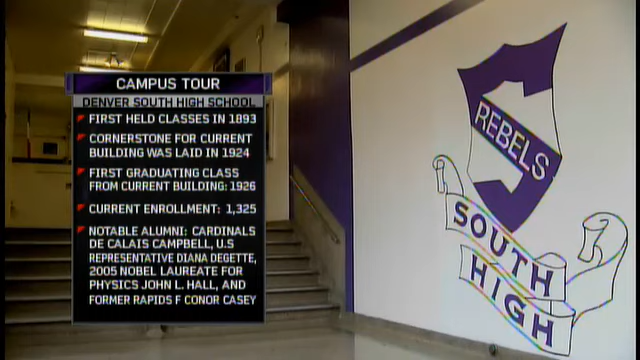 CAMPUS TOUR
DENVER SOUTH HIGH SCHOOL
FIRST HELD CLASSES IN 1893
CORNERSTONE FOR CURRENT
BUILDING WAS LAID IN 1924
FIRST GRADUATING CLASS
FROM CURRENT BUILDING: 1926
CURRENT ENROLLMENT: 1,325
NOTABLE ALUMNI: CARDINALS
DE CALAIS CAMPBELL, U.S
REPRESENTATIVE DIANA DEGETTE,
2005 NOBEL LAUREATE FOR
PHYSICS JOHN L. HALL, AND
FORMER RAPIDS F CONOR CASEY
REBELS
SOUTH
HIGH